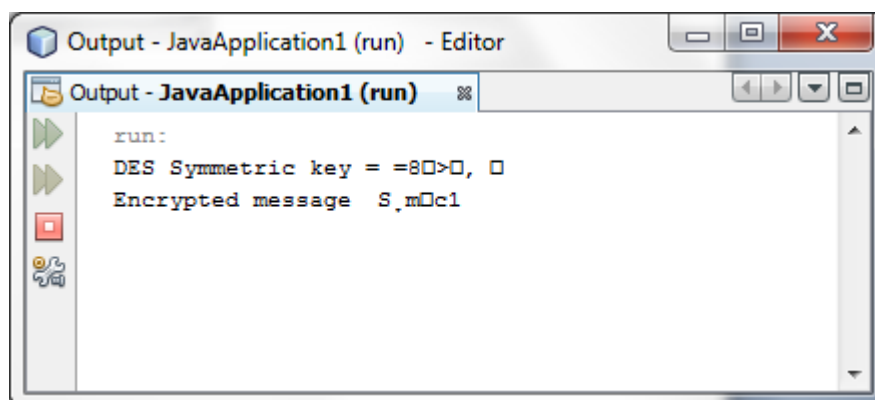 Output - JavaApplication1 (run) - Editor
Output - JavaApplication1 (run)
run:
DES Symmetric key = =8□>□, □
Encrypted message S¸m□c1